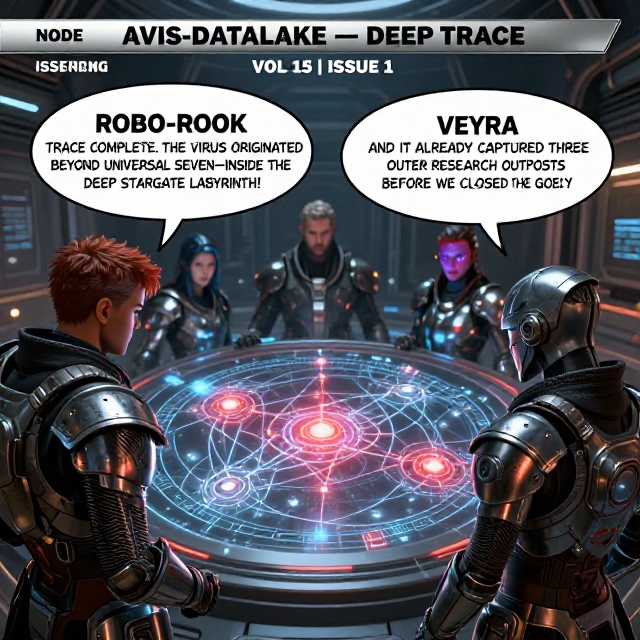 NODE
AVIS-DATALAKE — DEEP TRACE
VOL 15 | ISSUE 1
ROBO-ROOK
TRACE COMPLETE. THE VIRUS ORIGINATED
BEYOND UNIVERSAL SEVEN—INSIDE THE
DEEP STARGATE LABYRINTH!
VEYRA
AND IT ALREADY CAPTURED THREE
OUTER RESEARCH OUTPOSTS
BEFORE WE CLOSED THE